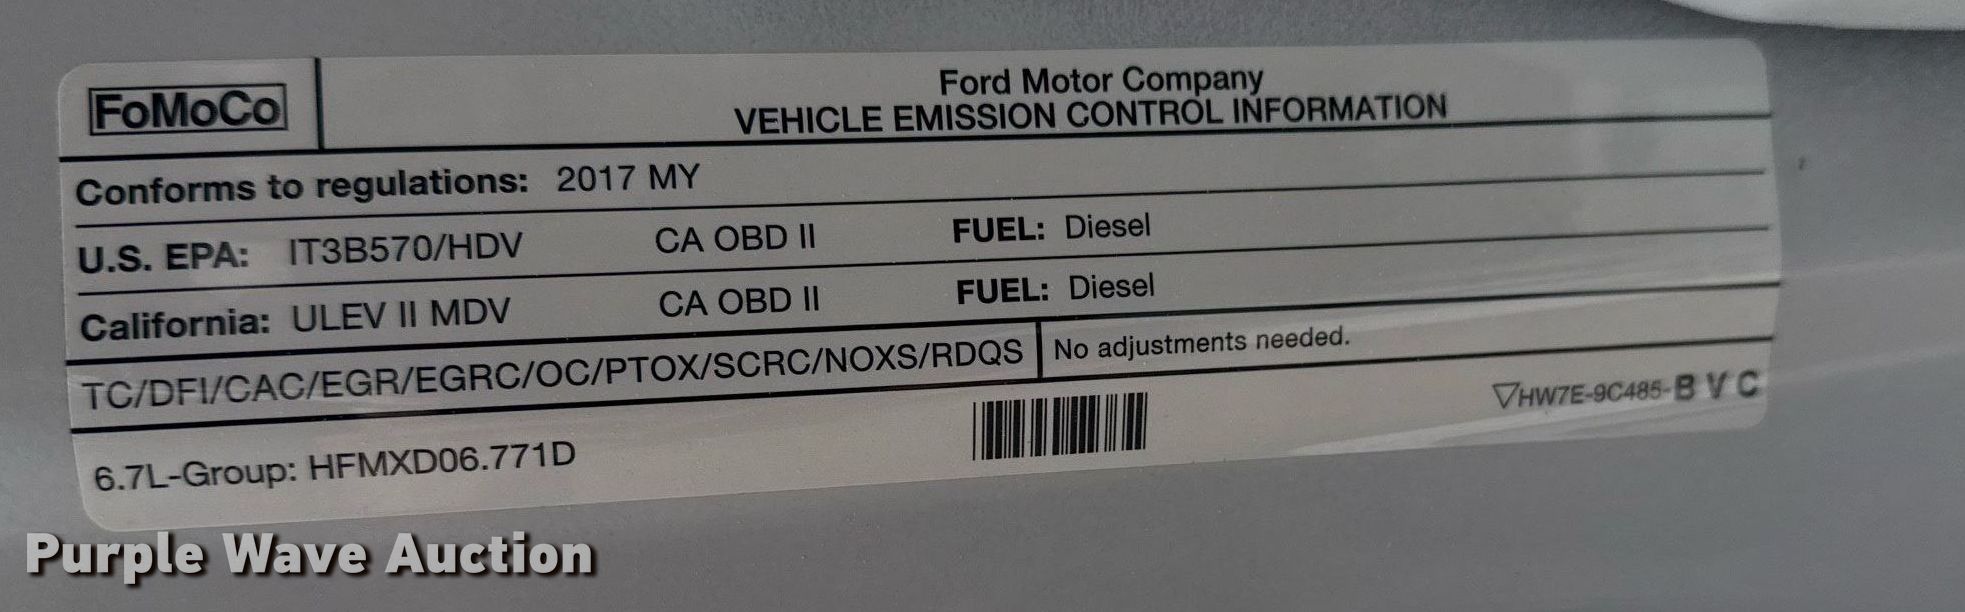 FoMoCo
Ford Motor Company
VEHICLE EMISSION CONTROL INFORMATION
Conforms to regulations: 2017 MY
U.S. EPA: IT3B570/HDV CA OBD II FUEL: Diesel
California: ULEV II MDV CA OBD II FUEL: Diesel
TC/DFI/CAC/EGR/EGRC/OC/PTOX/SCRC/NOXS/RDQS No adjustments needed.
▽HW7E-9C485-B V C
6.7L-Group: HFMXD06.771D
Purple Wave Auction